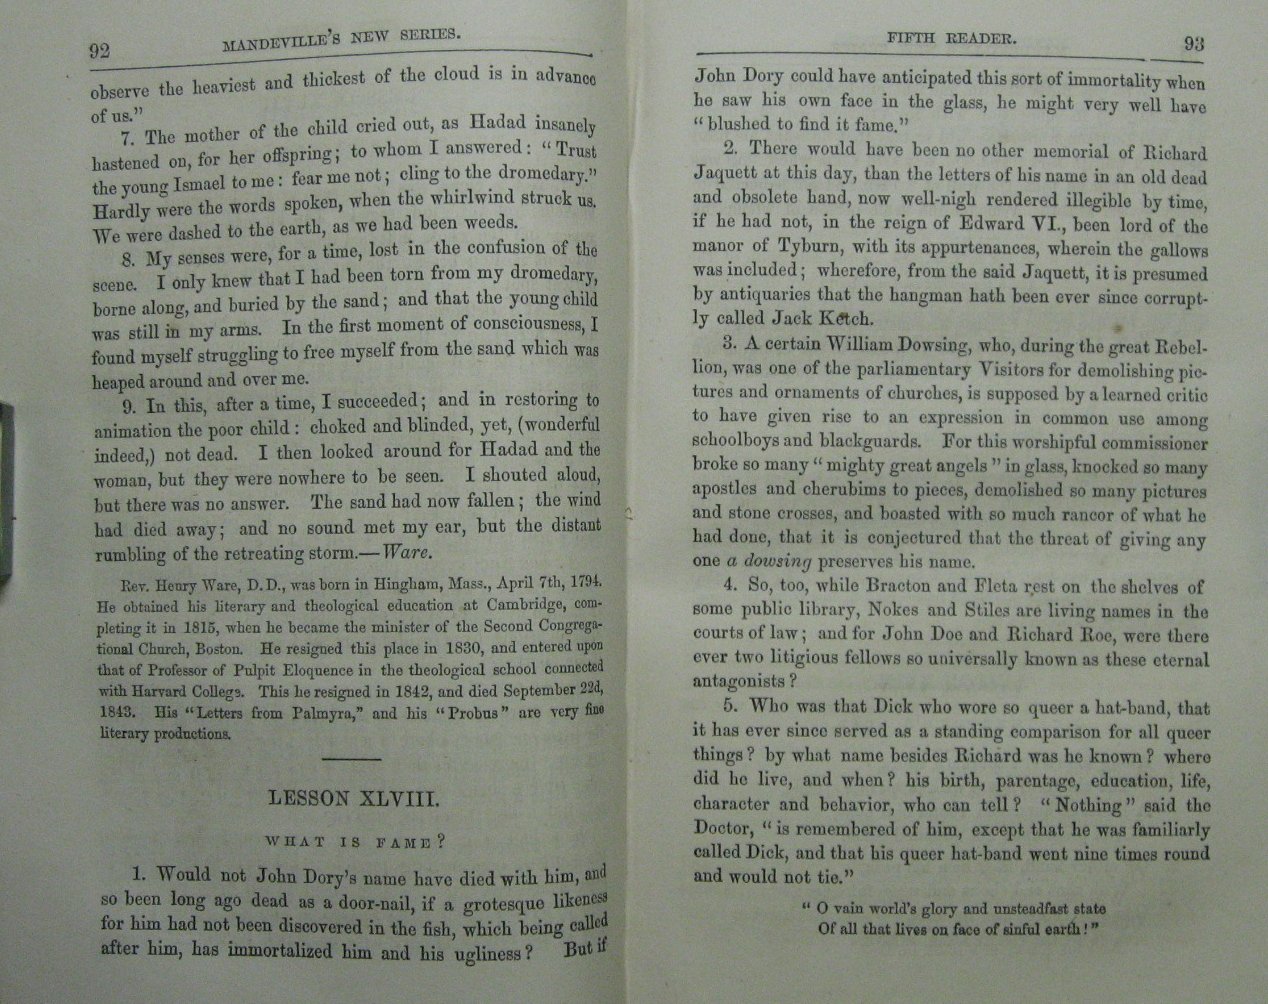 92
MANDEVILLE'S NEW SERIES.
observe the heaviest and thickest of the cloud is in advance
of us."
7. The mother of the child cried out, as Hadad insanely
hastened on, for her offspring; to whom I answered: "Trust
the young Ismael to me: fear me not; cling to the dromedary."
Hardly were the words spoken, when the whirlwind struck us.
We were dashed to the earth, as we had been weeds.
8. My senses were, for a time, lost in the confusion of the
scene. I only knew that I had been torn from my dromedary,
borne along, and buried by the sand; and that the young child
was still in my arms. In the first moment of consciousness, I
found myself struggling to free myself from the sand which was
heaped around and over me.
9. In this, after a time, I succeeded; and in restoring to
animation the poor child: choked and blinded, yet, (wonderful
indeed,) not dead. I then looked around for Hadad and the
woman, but they were nowhere to be seen. I shouted aloud,
but there was no answer. The sand had now fallen; the wind
had died away; and no sound met my ear, but the distant
rumbling of the retreating storm.—Ware.
Rev. Henry Ware, D.D., was born in Hingham, Mass., April 7th, 1794.
He obtained his literary and theological education at Cambridge, com-
pleting it in 1815, when he became the minister of the Second Congrega-
tional Church, Boston. He resigned this place in 1830, and entered upon
that of Professor of Pulpit Eloquence in the theological school connected
with Harvard College. This he resigned in 1842, and died September 22d,
1843. His "Letters from Palmyra," and his "Probus" are very fine
literary productions.
LESSON XLVIII.
WHAT IS FAME?
1. Would not John Dory's name have died with him, and
so been long ago dead as a door-nail, if a grotesque likeness
for him had not been discovered in the fish, which being called
after him, has immortalized him and his ugliness? But if
FIFTH READER.
93
John Dory could have anticipated this sort of immortality when
he saw his own face in the glass, he might very well have
"blushed to find it fame."
2. There would have been no other memorial of Richard
Jaquett at this day, than the letters of his name in an old dead
and obsolete hand, now well-nigh rendered illegible by time,
if he had not, in the reign of Edward VI., been lord of the
manor of Tyburn, with its appurtenances, wherein the gallows
was included; wherefore, from the said Jaquett, it is presumed
by antiquaries that the hangman hath been ever since corrupt-
ly called Jack Ketch.
3. A certain William Dowsing, who, during the great Rebel-
lion, was one of the parliamentary Visitors for demolishing pic-
tures and ornaments of churches, is supposed by a learned critic
to have given rise to an expression in common use among
schoolboys and blackguards. For this worshipful commissioner
broke so many "mighty great angels" in glass, knocked so many
apostles and cherubims to pieces, demolished so many pictures
and stone crosses, and boasted with so much rancor of what he
had done, that it is conjectured that the threat of giving any
one a dowsing preserves his name.
4. So, too, while Bracton and Fleta rest on the shelves of
some public library, Nokes and Stiles are living names in the
courts of law; and for John Doe and Richard Roe, were there
ever two litigious fellows so universally known as these eternal
antagonists?
5. Who was that Dick who wore so queer a hat-band, that
it has ever since served as a standing comparison for all queer
things? by what name besides Richard was he known? where
did he live, and when? his birth, parentage, education, life,
character and behavior, who can tell? "Nothing" said the
Doctor, "is remembered of him, except that he was familiarly
called Dick, and that his queer hat-band went nine times round
and would not tie."
"O vain world's glory and unsteadfast state
Of all that lives on face of sinful earth!"